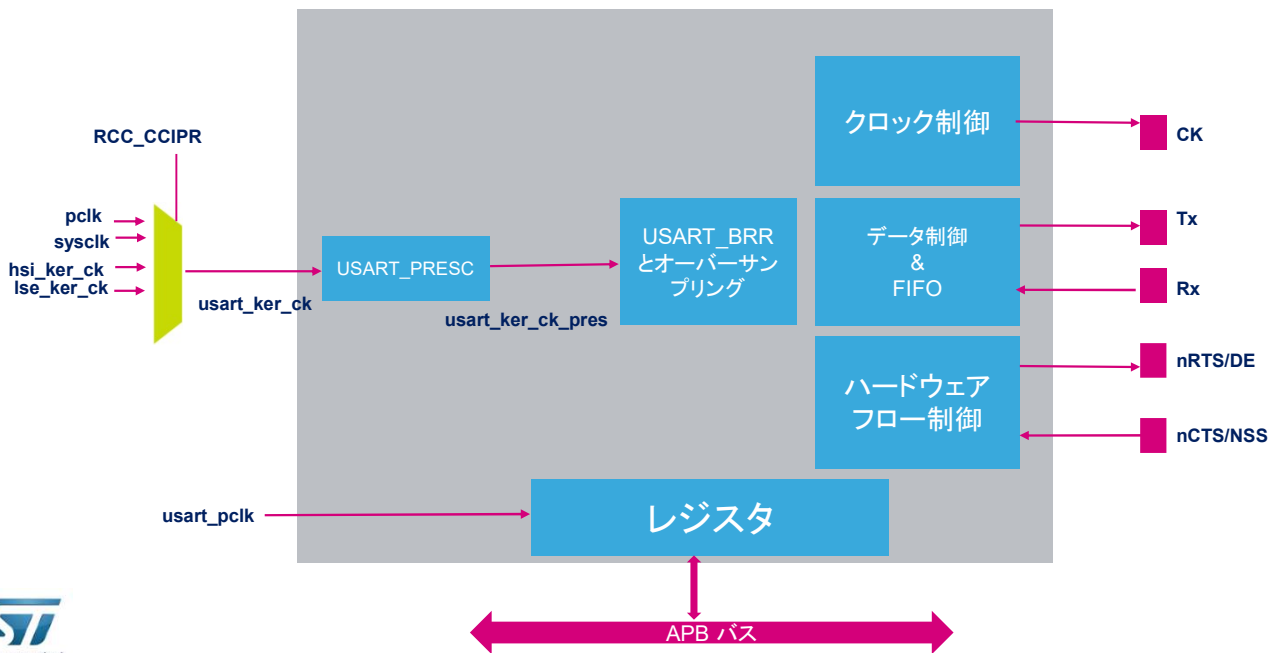 RCC_CCIPR
pclk
sysclk
hsi_ker_ck
lse_ker_ck
usart_ker_ck
USART_PRESC
usart_ker_ck_pres
USART_BRR
とオーバーサン
プリング
クロック制御
データ制御
&
FIFO
ハードウェア
フロー制御
CK
Tx
Rx
nRTS/DE
nCTS/NSS
usart_pclk
レジスタ
APB バス
ST